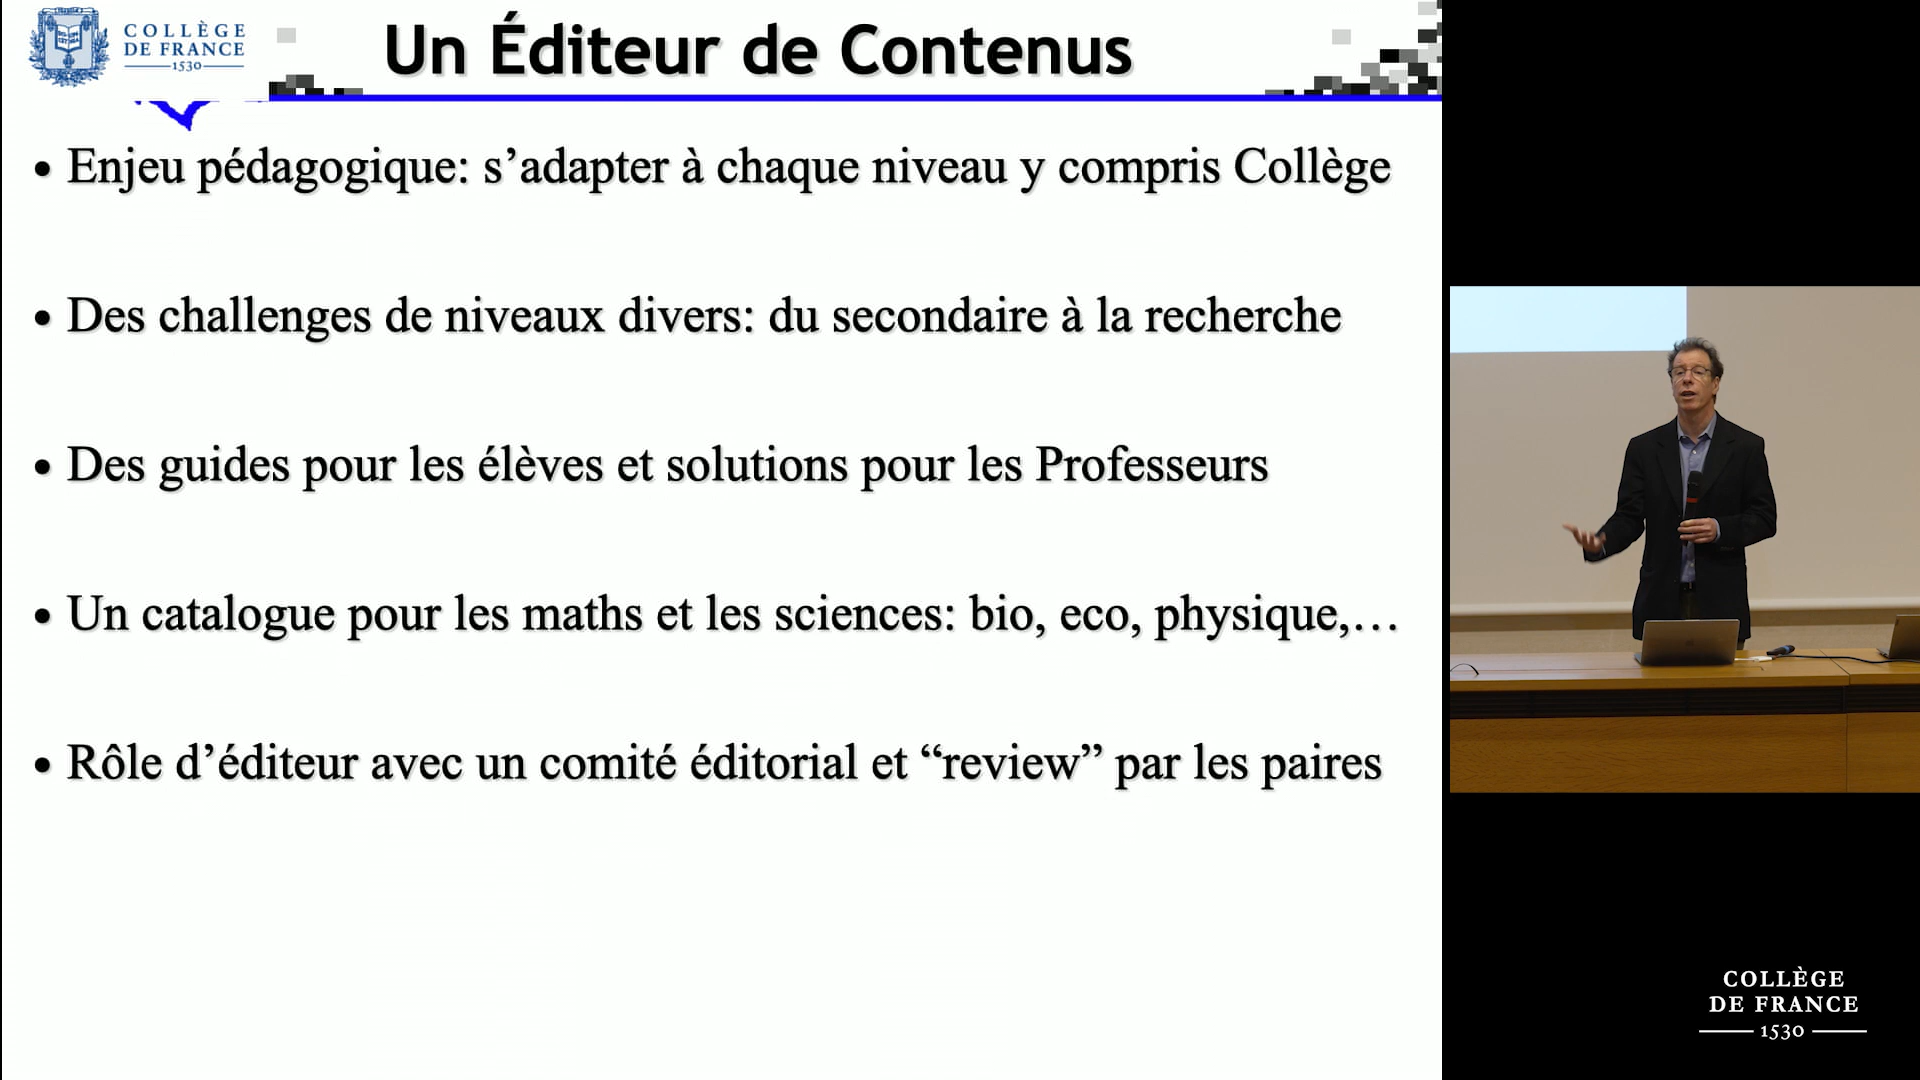 COLLÈGE
DE FRANCE
1530
Un Éditeur de Contenus
• Enjeu pédagogique: s’adapter à chaque niveau y compris Collège
• Des challenges de niveaux divers: du secondaire à la recherche
• Des guides pour les élèves et solutions pour les Professeurs
• Un catalogue pour les maths et les sciences: bio, eco, physique,…
• Rôle d’éditeur avec un comité éditorial et “review” par les paires
COLLÈGE
DE FRANCE
1530